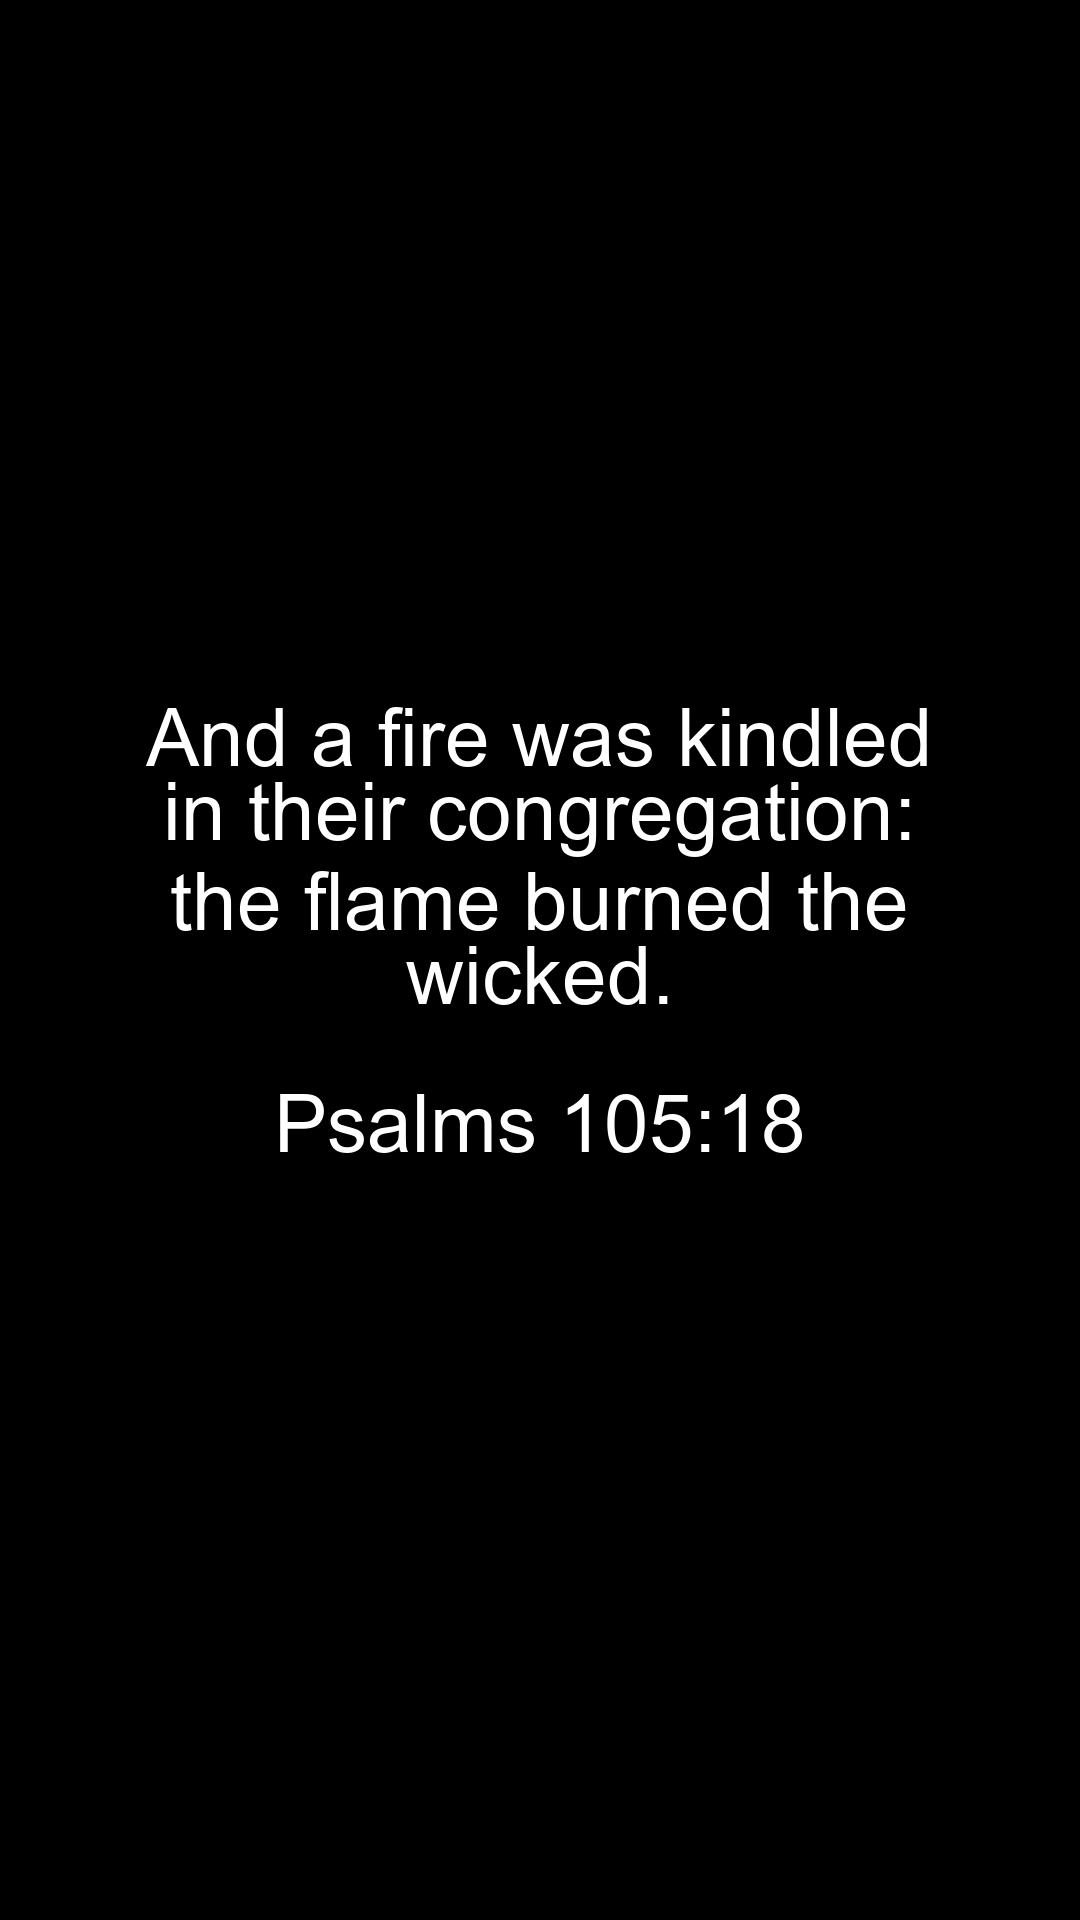 And a fire was kindled
in their congregation:
the flame burned the
wicked.
Psalms 105:18